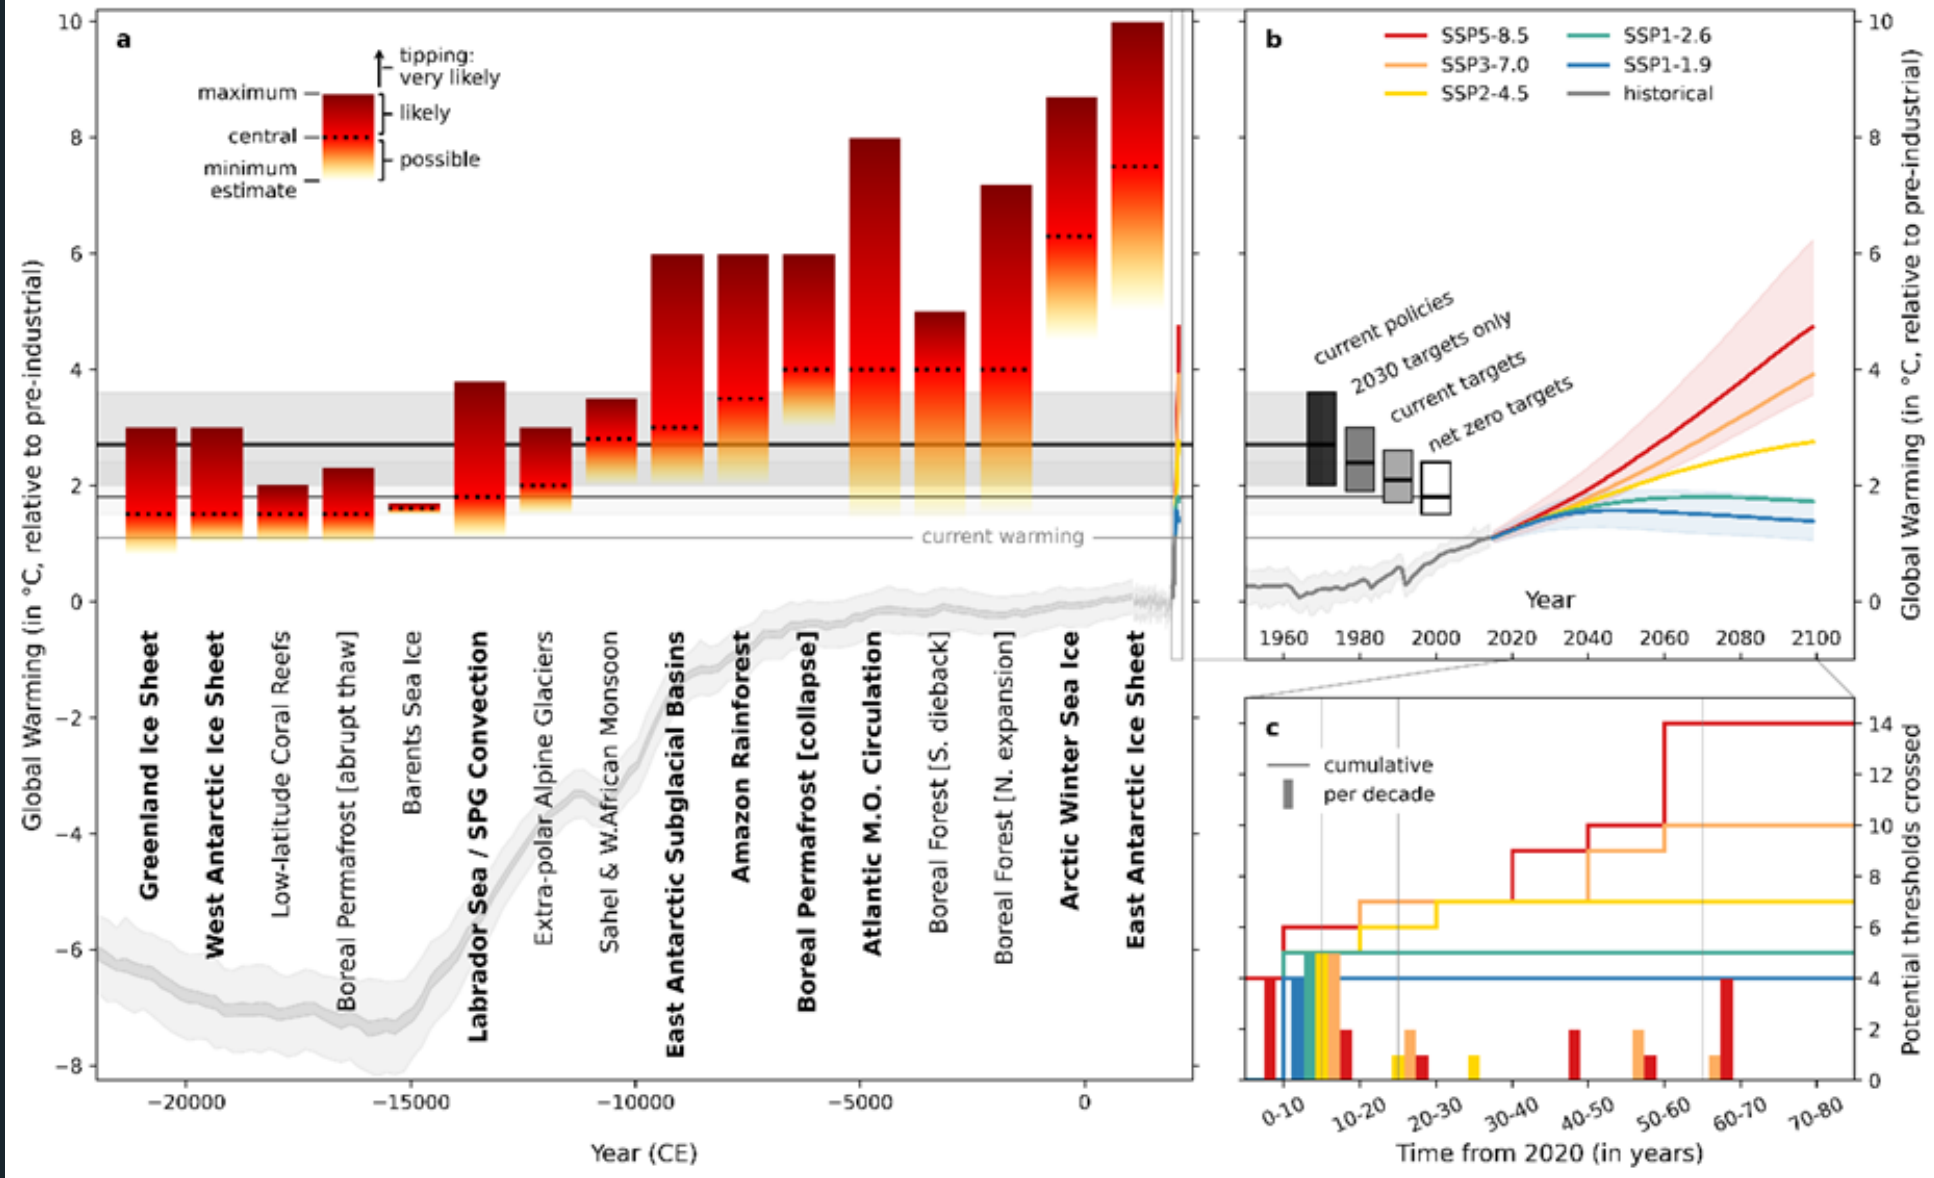 a
tipping:
very likely
maximum
likely
central
possible
minimum
estimate
10
8
6
4
2
0
−2
−4
−6
−8
Global Warming (in °C, relative to pre-industrial)
current warming
Greenland Ice Sheet
West Antarctic Ice Sheet
Low-latitude Coral Reefs
Boreal Permafrost [abrupt thaw]
Barents Sea Ice
Labrador Sea / SPG Convection
Extra-polar Alpine Glaciers
Sahel & W.African Monsoon
East Antarctic Subglacial Basins
Amazon Rainforest
Boreal Permafrost [collapse]
Atlantic M.O. Circulation
Boreal Forest [S. dieback]
Boreal Forest [N. expansion]
Arctic Winter Sea Ice
East Antarctic Ice Sheet
−20000 −15000 −10000 −5000 0
Year (CE)
b
SSP5-8.5
SSP3-7.0
SSP2-4.5
SSP1-2.6
SSP1-1.9
historical
current policies
2030 targets only
current targets
net zero targets
10
8
6
4
2
0
Global Warming (in °C, relative to pre-industrial)
Year
1960 1980 2000 2020 2040 2060 2080 2100
c
cumulative
per decade
14
12
10
8
6
4
2
0
Potential thresholds crossed
0-10 10-20 20-30 30-40 40-50 50-60 60-70 70-80
Time from 2020 (in years)